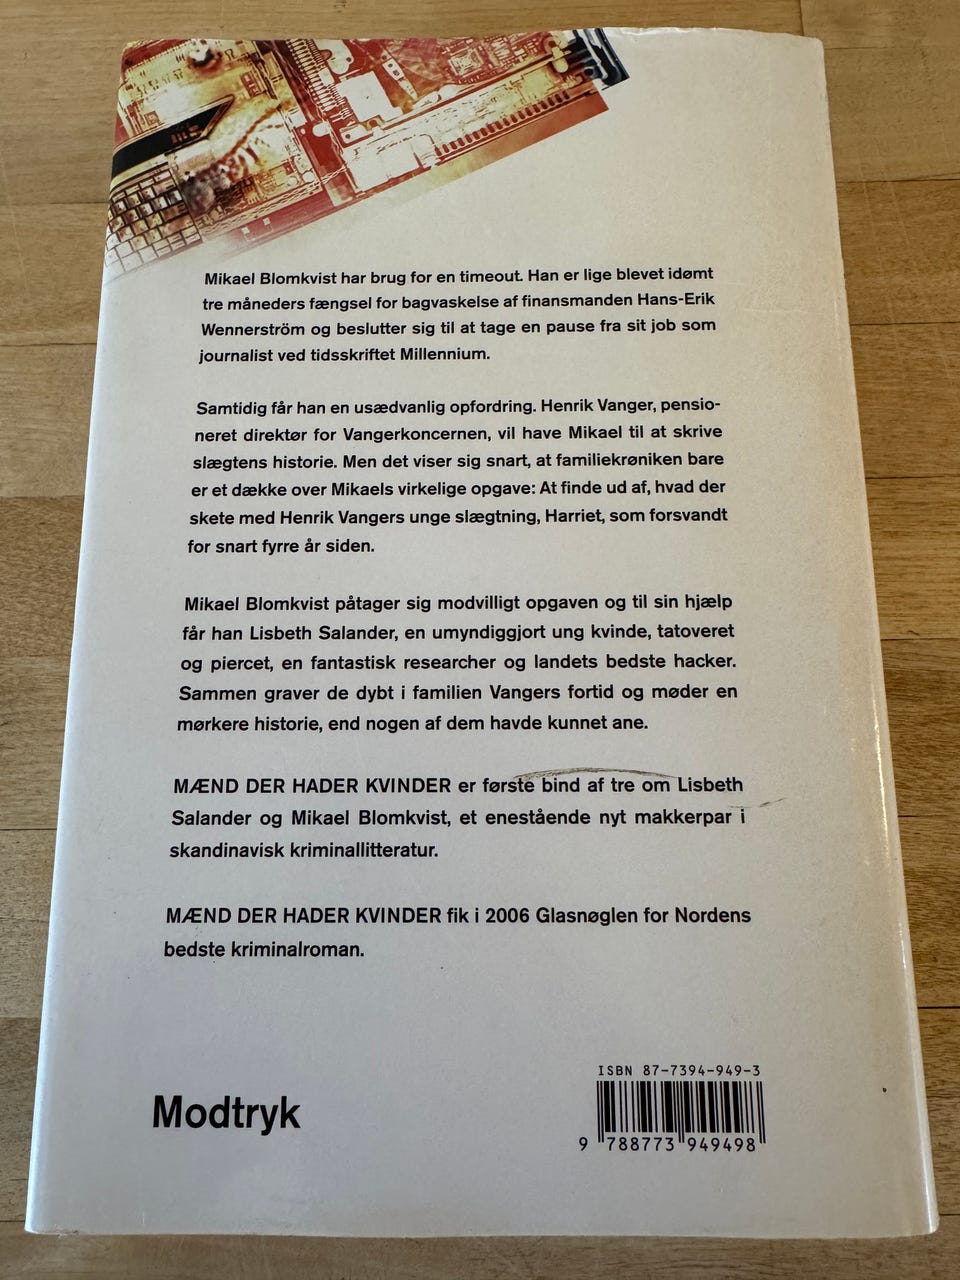 Mikael Blomkvist har brug for en timeout. Han er lige blevet idømt
tre måneders fængsel for bagvaskelse af finansmanden Hans-Erik
Wennerström og beslutter sig til at tage en pause fra sit job som
journalist ved tidsskriftet Millennium.
Samtidig får han en usædvanlig opfordring. Henrik Vanger, pensio-
neret direktør for Vangerkoncernen, vil have Mikael til at skrive
slægtens historie. Men det viser sig snart, at familiekrøniken bare
er et dække over Mikaels virkelige opgave: At finde ud af, hvad der
skete med Henrik Vangers unge slægtning, Harriet, som forsvandt
for snart fyrre år siden.
Mikael Blomkvist påtager sig modvilligt opgaven og til sin hjælp
får han Lisbeth Salander, en umyndiggjort ung kvinde, tatoveret
og piercet, en fantastisk researcher og landets bedste hacker.
Sammen graver de dybt i familien Vangers fortid og møder en
mørkere historie, end nogen af dem havde kunnet ane.
MÆND DER HADER KVINDER er første bind af tre om Lisbeth
Salander og Mikael Blomkvist, et enestående nyt makkerpar i
skandinavisk kriminallitteratur.
MÆND DER HADER KVINDER fik i 2006 Glasnøglen for Nordens
bedste kriminalroman.
ISBN 87-7394-949-3
Modtryk
9 788773 949498